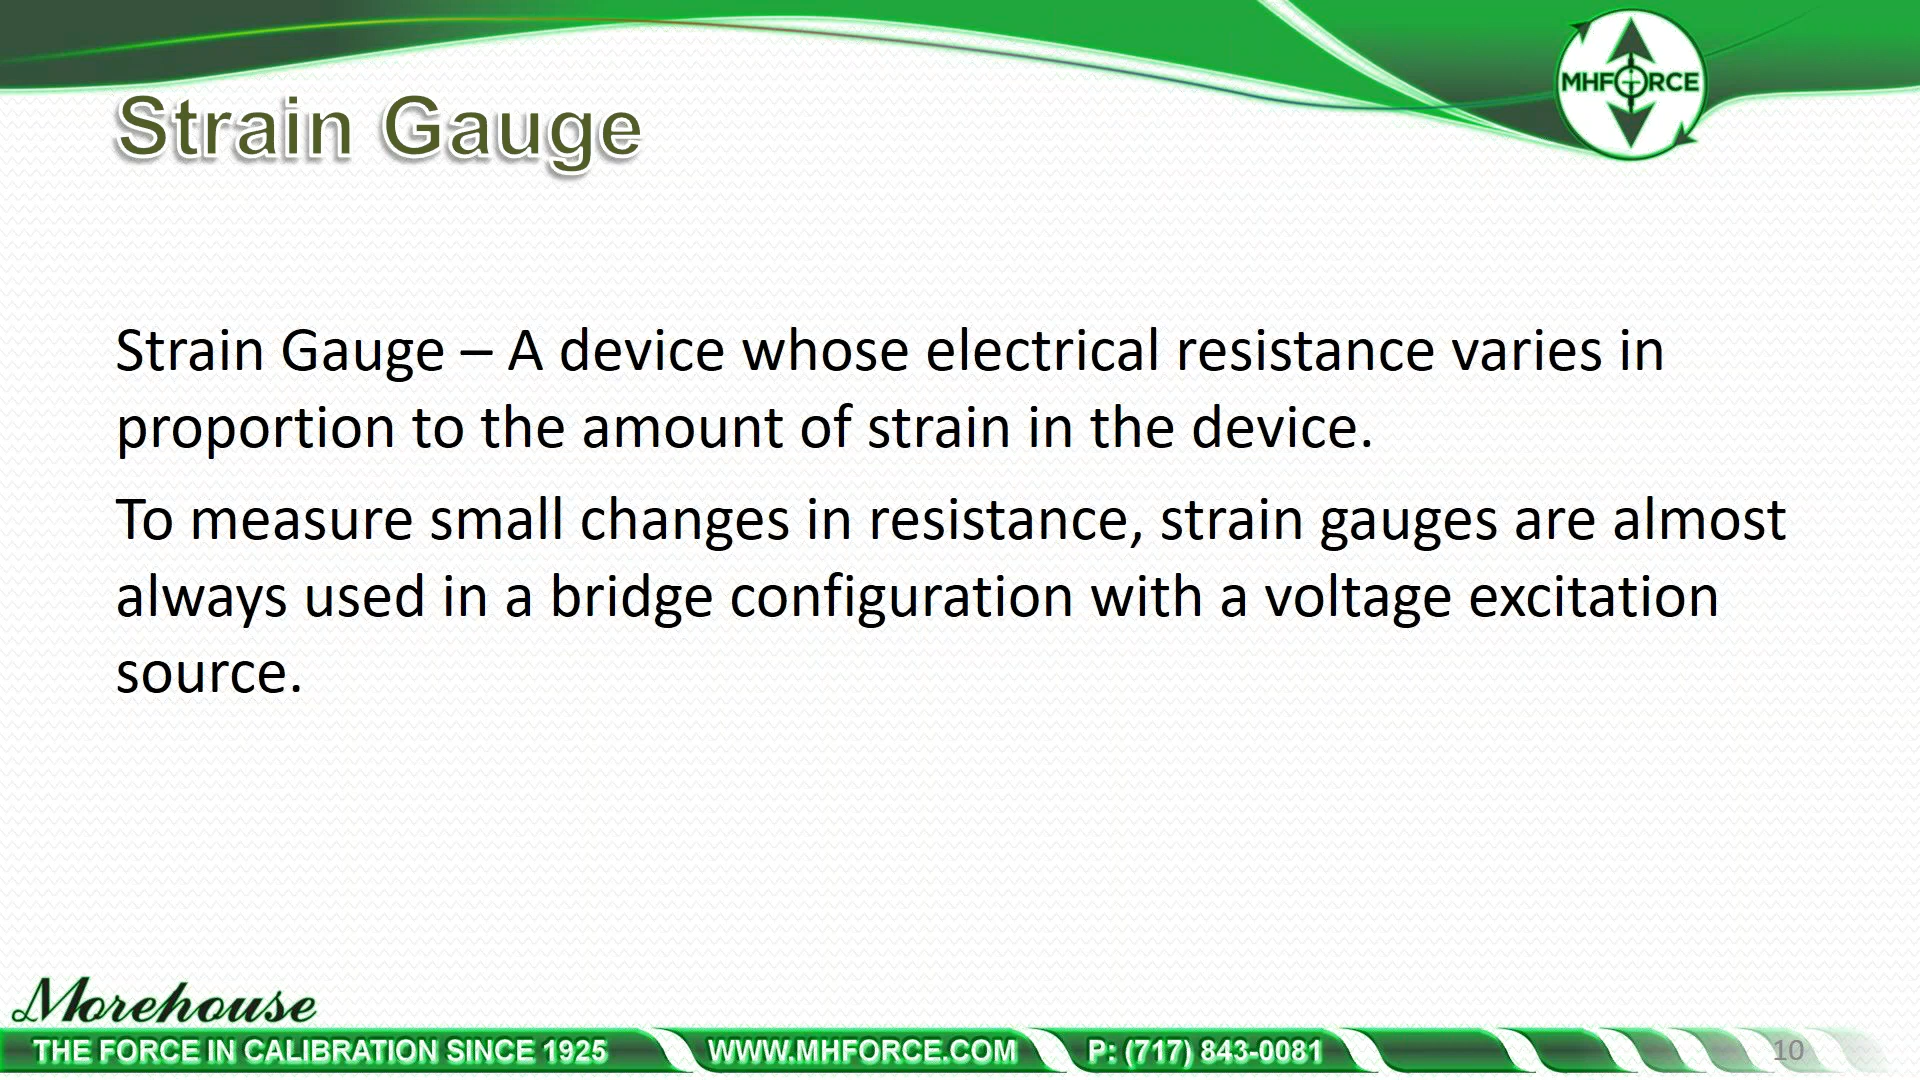 MHFORCE
Strain Gauge
Strain Gauge – A device whose electrical resistance varies in
proportion to the amount of strain in the device.
To measure small changes in resistance, strain gauges are almost
always used in a bridge configuration with a voltage excitation
source.
Morehouse
THE FORCE IN CALIBRATION SINCE 1925 WWW.MHFORCE.COM P: (717) 843-0081 10